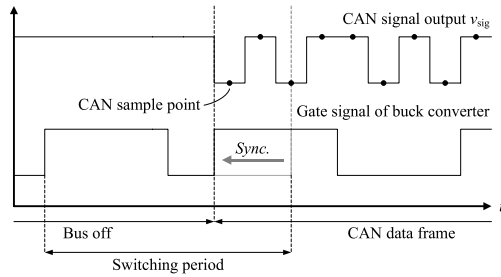 CAN signal output vsig
CAN sample point
Gate signal of buck converter
Sync.
t
Bus off
CAN data frame
Switching period